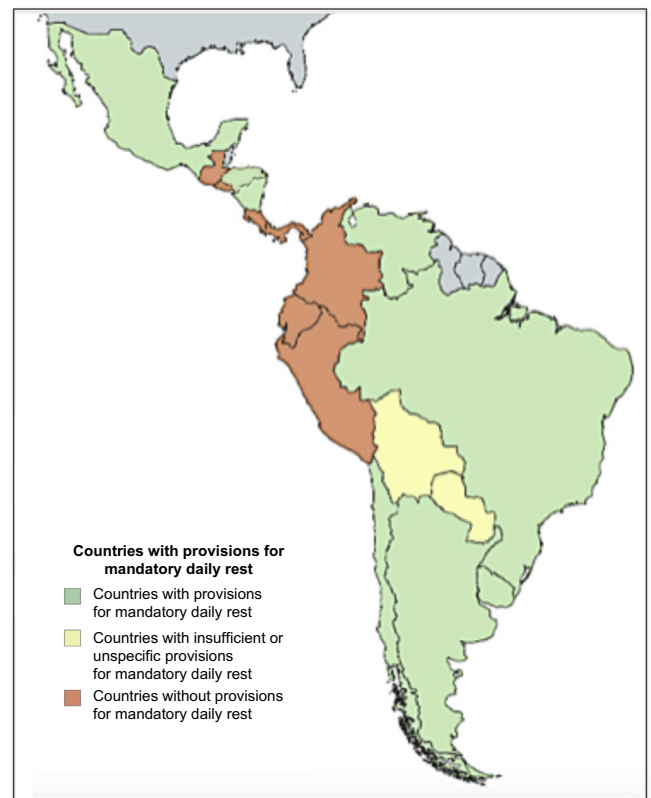 Countries with provisions for
mandatory daily rest
Countries with provisions
for mandatory daily rest
Countries with insufficient or
unspecific provisions
for mandatory daily rest
Countries without provisions
for mandatory daily rest